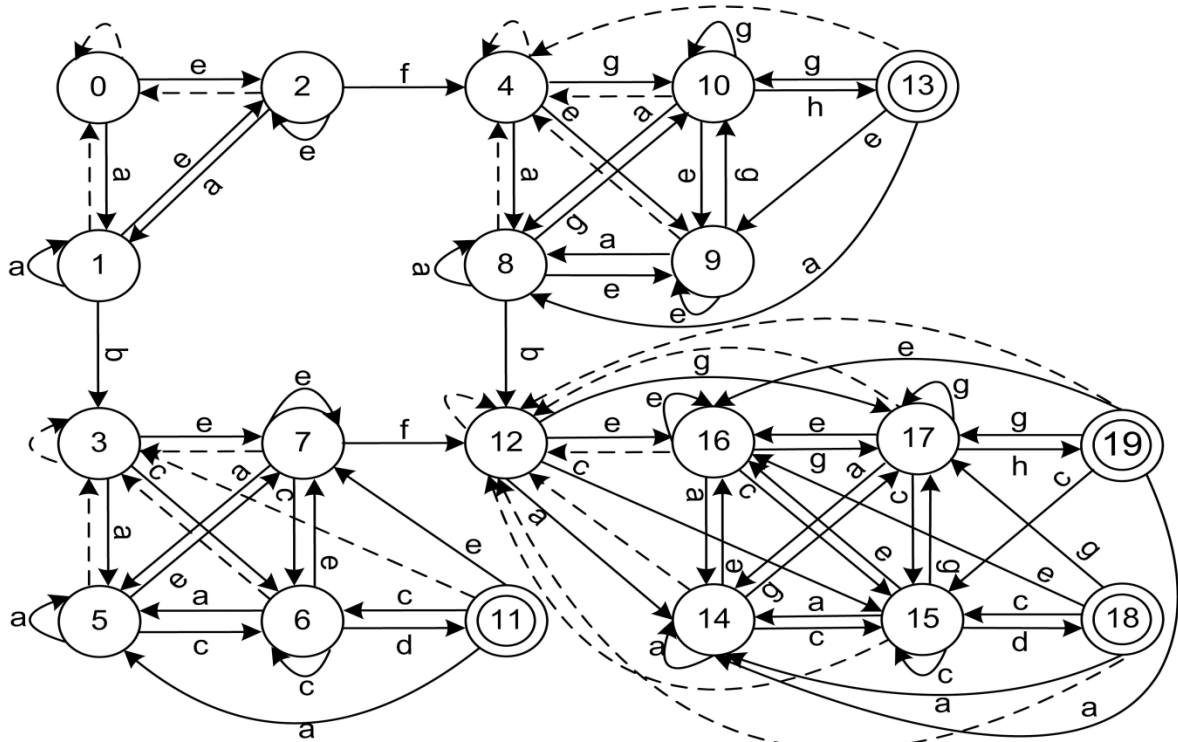 0 e 2 f 4 g 10 g h 13
e a a e a e e g a g e
a 1 e a 8 a e 9 e a
b b
e g e
3 e 7 f 12 e 16 e g 17 g g h 19
c a c a c a c a c e c
a e e a e g e g g e
a 5 a c 6 c d 11 a 14 a c 15 c d 18
c c a
a a